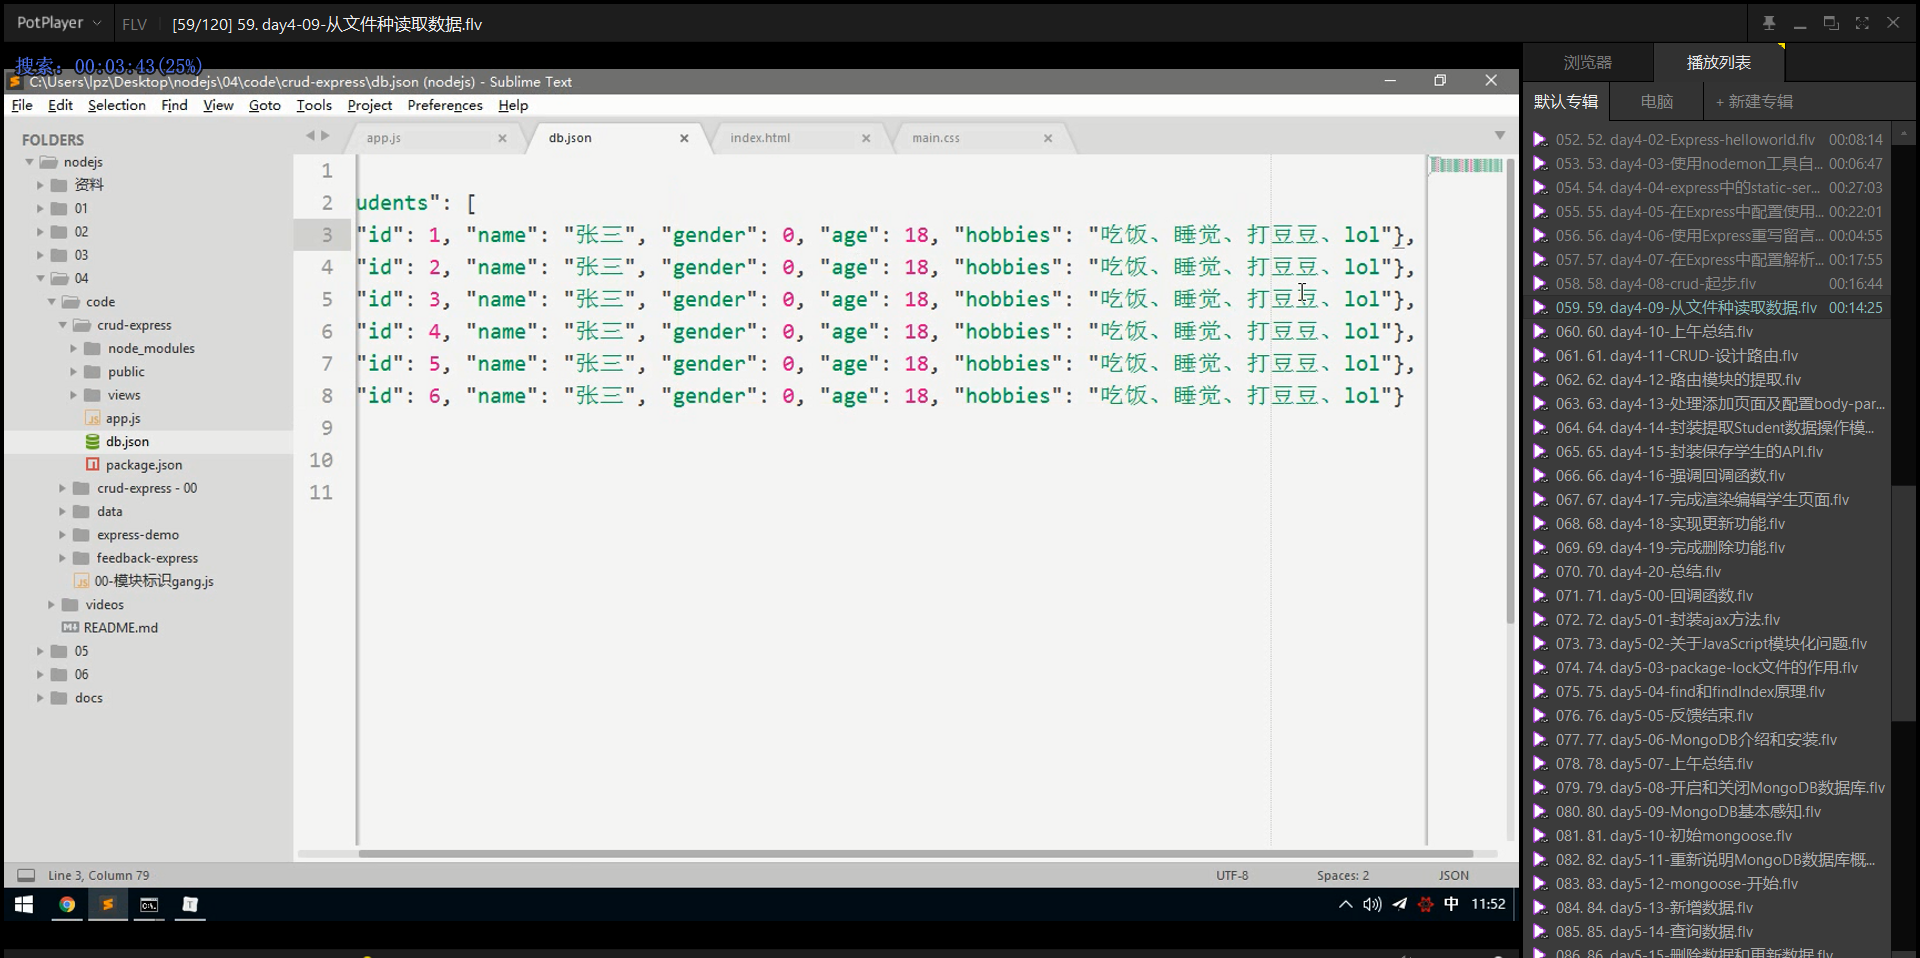 PotPlayer
FLV
[59/120] 59. day4-09-从文件种读取数据.flv
搜索: 00:03:43(25%)
C:\Users\lpz\Desktop\nodejs\04\code\crud-express\db.json (nodejs) - Sublime Text
File Edit Selection Find View Goto Tools Project Preferences Help
FOLDERS
nodejs
资料
01
02
03
04
code
crud-express
node_modules
public
views
app.js
db.json
package.json
crud-express - 00
data
express-demo
feedback-express
00-模块标识gang.js
videos
README.md
05
06
docs
app.js
db.json
index.html
main.css
1
2 udents": [
3 "id": 1, "name": "张三", "gender": 0, "age": 18, "hobbies": "吃饭、睡觉、打豆豆、lol"},
4 "id": 2, "name": "张三", "gender": 0, "age": 18, "hobbies": "吃饭、睡觉、打豆豆、lol"},
5 "id": 3, "name": "张三", "gender": 0, "age": 18, "hobbies": "吃饭、睡觉、打豆豆、lol"},
6 "id": 4, "name": "张三", "gender": 0, "age": 18, "hobbies": "吃饭、睡觉、打豆豆、lol"},
7 "id": 5, "name": "张三", "gender": 0, "age": 18, "hobbies": "吃饭、睡觉、打豆豆、lol"},
8 "id": 6, "name": "张三", "gender": 0, "age": 18, "hobbies": "吃饭、睡觉、打豆豆、lol"}
9
10
11
Line 3, Column 79
UTF-8
Spaces: 2
JSON
中
11:52
浏览器
播放列表
默认专辑
电脑
+ 新建专辑
052. 52. day4-02-Express-helloworld.flv 00:08:14
053. 53. day4-03-使用nodemon工具自... 00:06:47
054. 54. day4-04-express中的static-ser... 00:27:03
055. 55. day4-05-在Express中配置使用... 00:22:01
056. 56. day4-06-使用Express重写留言... 00:04:55
057. 57. day4-07-在Express中配置解析... 00:17:55
058. 58. day4-08-crud-起步.flv 00:16:44
059. 59. day4-09-从文件种读取数据.flv 00:14:25
060. 60. day4-10-上午总结.flv
061. 61. day4-11-CRUD-设计路由.flv
062. 62. day4-12-路由模块的提取.flv
063. 63. day4-13-处理添加页面及配置body-par...
064. 64. day4-14-封装提取Student数据操作模...
065. 65. day4-15-封装保存学生的API.flv
066. 66. day4-16-强调回调函数.flv
067. 67. day4-17-完成渲染编辑学生页面.flv
068. 68. day4-18-实现更新功能.flv
069. 69. day4-19-完成删除功能.flv
070. 70. day4-20-总结.flv
071. 71. day5-00-回调函数.flv
072. 72. day5-01-封装ajax方法.flv
073. 73. day5-02-关于JavaScript模块化问题.flv
074. 74. day5-03-package-lock文件的作用.flv
075. 75. day5-04-find和findIndex原理.flv
076. 76. day5-05-反馈结束.flv
077. 77. day5-06-MongoDB介绍和安装.flv
078. 78. day5-07-上午总结.flv
079. 79. day5-08-开启和关闭MongoDB数据库.flv
080. 80. day5-09-MongoDB基本感知.flv
081. 81. day5-10-初始mongoose.flv
082. 82. day5-11-重新说明MongoDB数据库概...
083. 83. day5-12-mongoose-开始.flv
084. 84. day5-13-新增数据.flv
085. 85. day5-14-查询数据.flv
086. 86. day5-15-删除数据和更新数据.flv